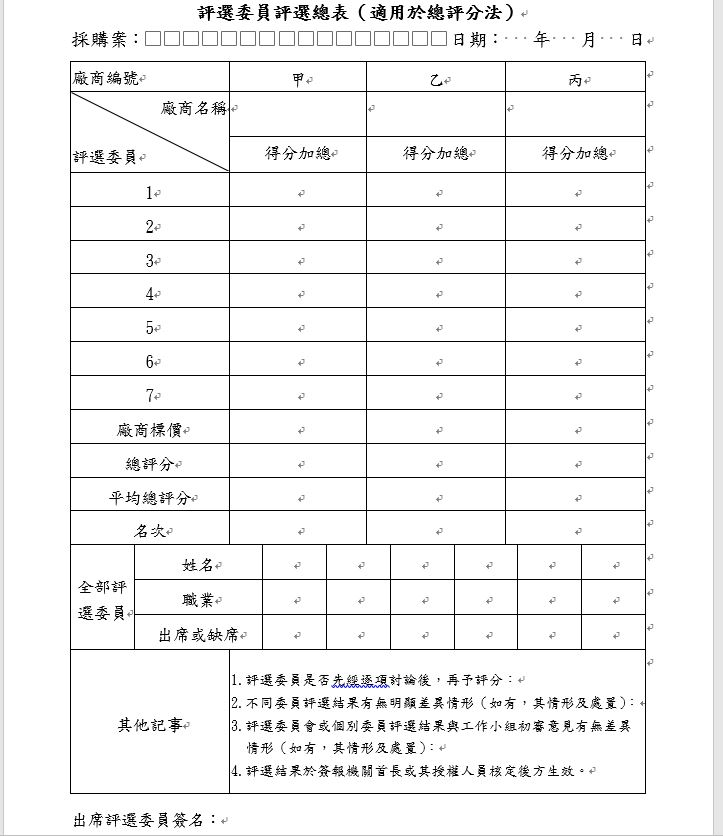 評選委員評選總表（適用於總評分法）
採購案：□□□□□□□□□□□□□□□□日期：　年　月　日
廠商編號 甲 乙 丙
廠商名稱
評選委員 得分加總 得分加總 得分加總
1
2
3
4
5
6
7
廠商標價
總評分
平均總評分
名次
全部評選委員 姓名
職業
出席或缺席
其他記事
1.評選委員是否先經逐項討論後，再予評分：
2.不同委員評選結果有無明顯差異情形（如有，其情形及處置）：
3.評選委員會或個別委員評選結果與工作小組初審意見有無差異
情形（如有，其情形及處置）：
4.評選結果於簽報機關首長或其授權人員核定後方生效。
出席評選委員簽名：